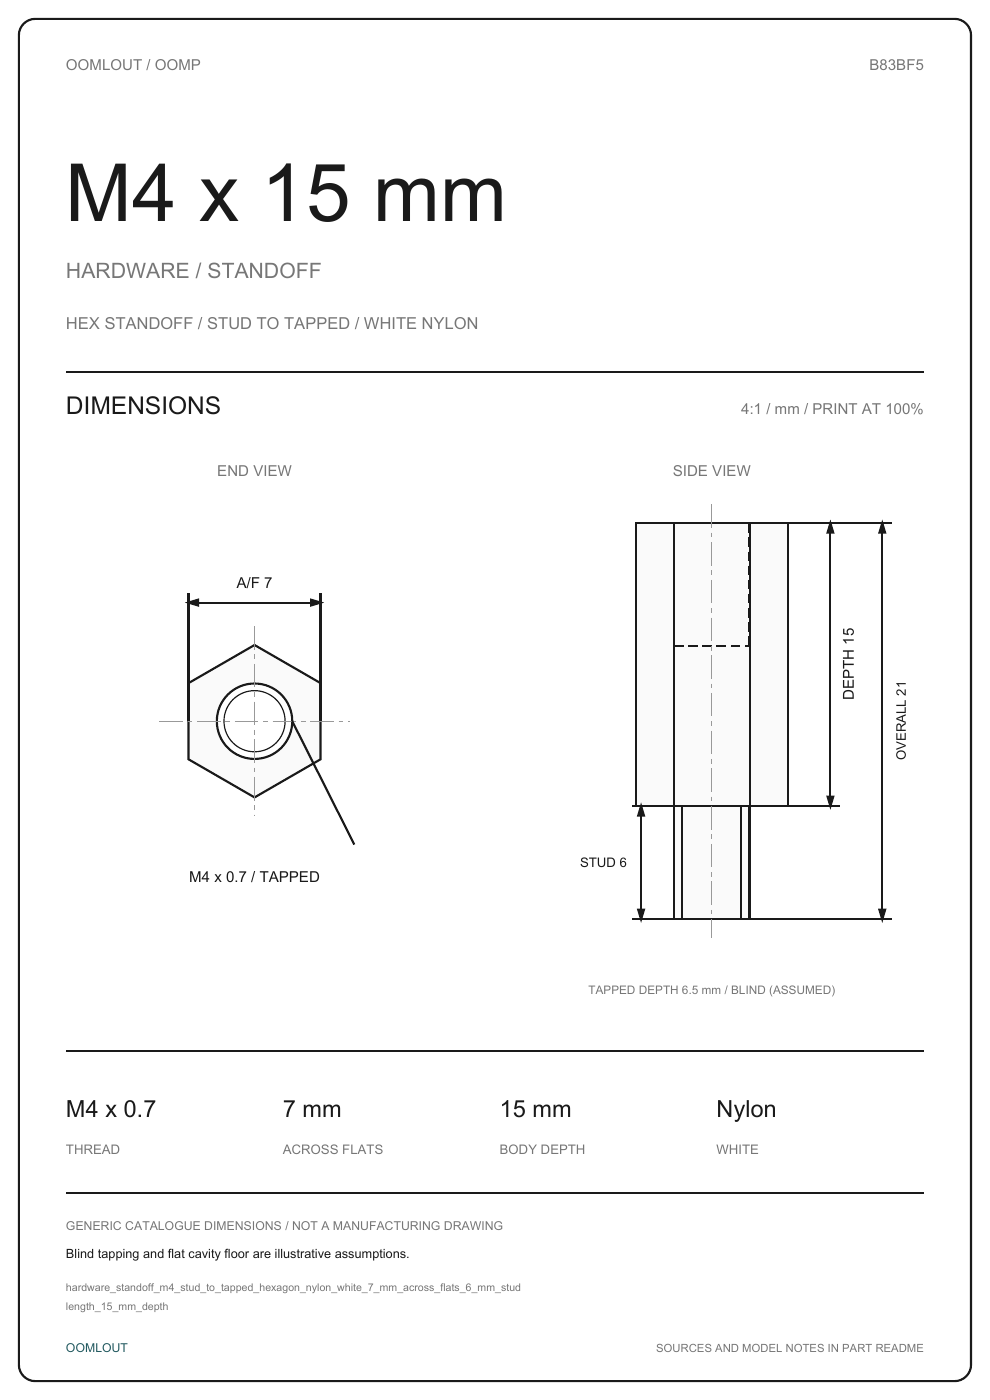 OOMLOUT / OOMP
B83BF5
M4 x 15 mm
HARDWARE / STANDOFF
HEX STANDOFF / STUD TO TAPPED / WHITE NYLON
DIMENSIONS
4:1 / mm / PRINT AT 100%
END VIEW
SIDE VIEW
A/F 7
M4 x 0.7 / TAPPED
DEPTH 15
OVERALL 21
STUD 6
TAPPED DEPTH 6.5 mm / BLIND (ASSUMED)
M4 x 0.7
THREAD
7 mm
ACROSS FLATS
15 mm
BODY DEPTH
Nylon
WHITE
GENERIC CATALOGUE DIMENSIONS / NOT A MANUFACTURING DRAWING
Blind tapping and flat cavity floor are illustrative assumptions.
hardware_standoff_m4_stud_to_tapped_hexagon_nylon_white_7_mm_across_flats_6_mm_stud
length_15_mm_depth
OOMLOUT
SOURCES AND MODEL NOTES IN PART README